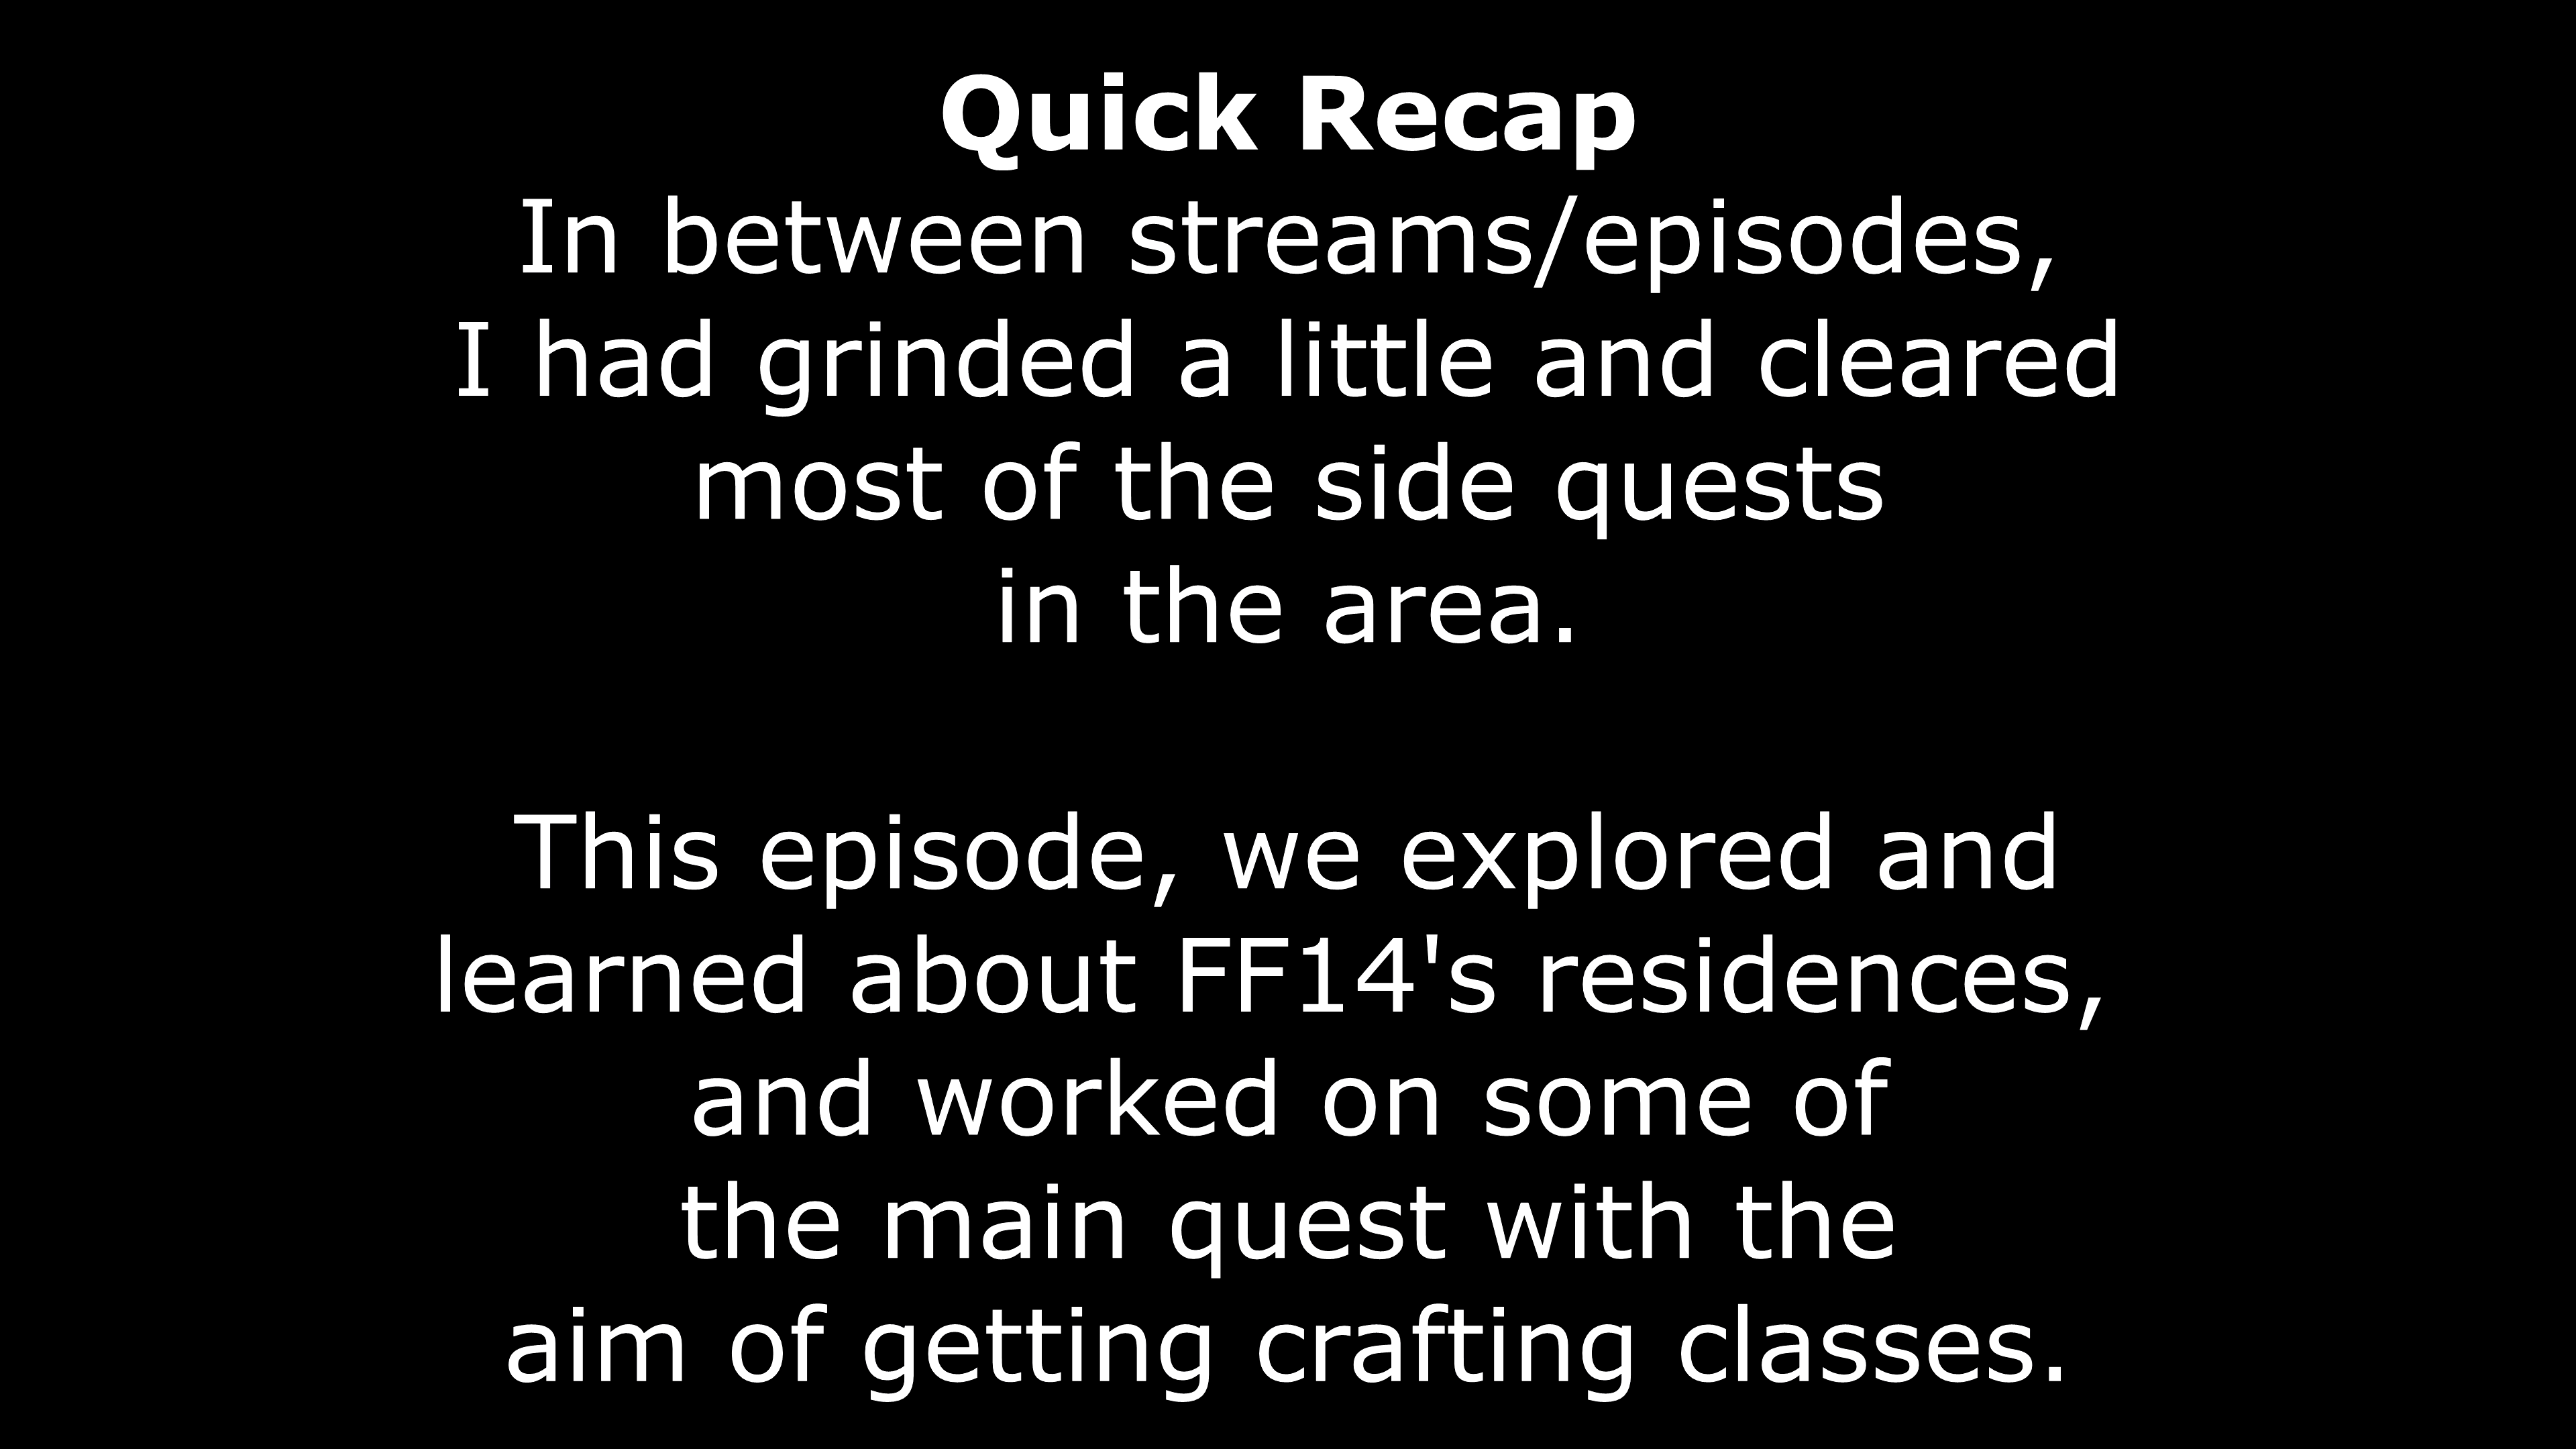 Quick Recap
In between streams/episodes,
I had grinded a little and cleared
most of the side quests
in the area.
This episode, we explored and
learned about FF14's residences,
and worked on some of
the main quest with the
aim of getting crafting classes.